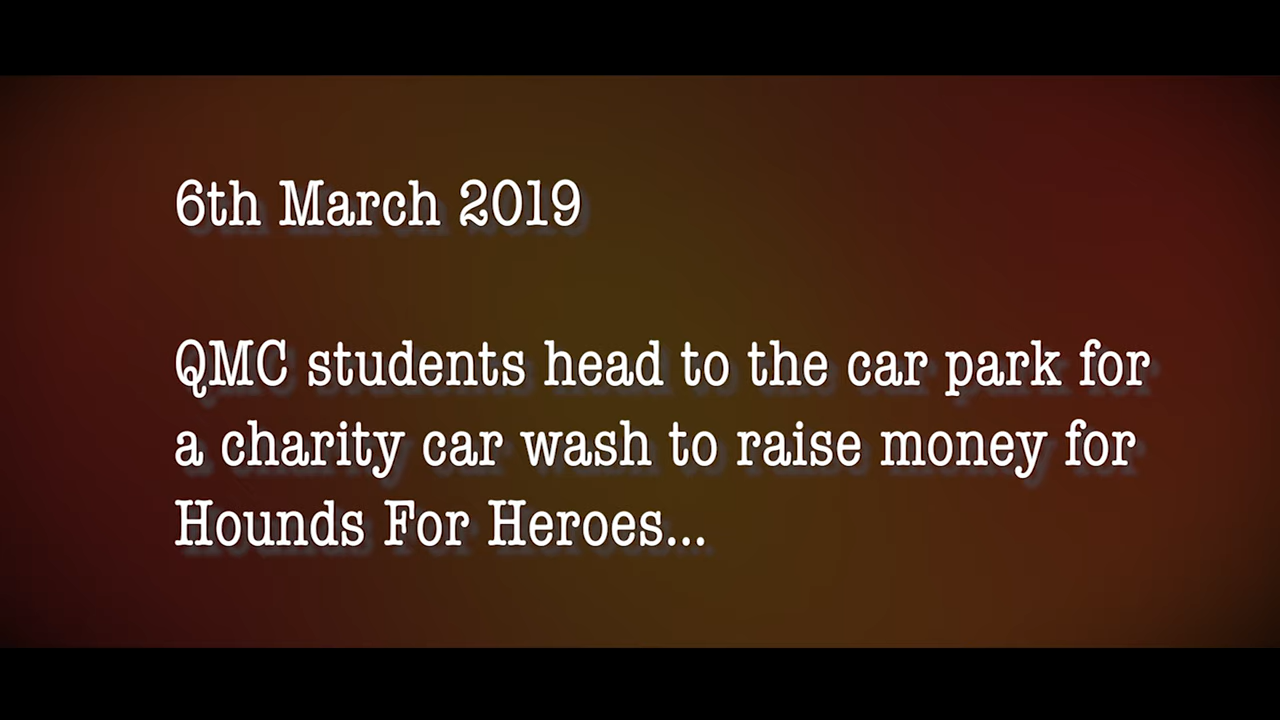 6th March 2019
QMC students head to the car park for
a charity car wash to raise money for
Hounds For Heroes...